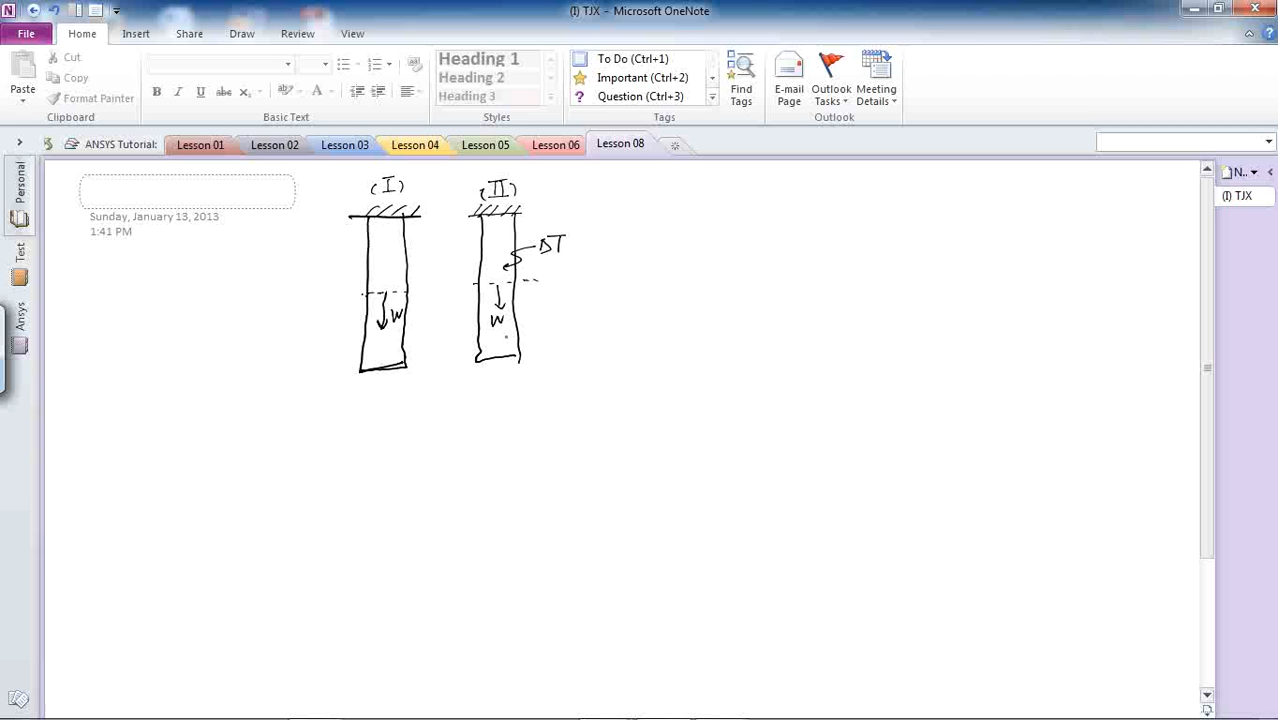 (I) TJX – Microsoft OneNote
File Home Insert Share Draw Review View
Paste
Cut
Copy
Format Painter
Clipboard
B I U abc X₂ ab A
Basic Text
Heading 1
Heading 2
Heading 3
Styles
To Do (Ctrl+1)
Important (Ctrl+2)
Question (Ctrl+3)
Tags
Find
Tags
E-mail
Page
Outlook
Tasks
Meeting
Details
Outlook
ANSYS Tutorial: Lesson 01 Lesson 02 Lesson 03 Lesson 04 Lesson 05 Lesson 06 Lesson 08
N..
(I) TJX
Personal
Test
Ansys
Sunday, January 13, 2013
1:41 PM
(I) (II)
ΔT
W
W